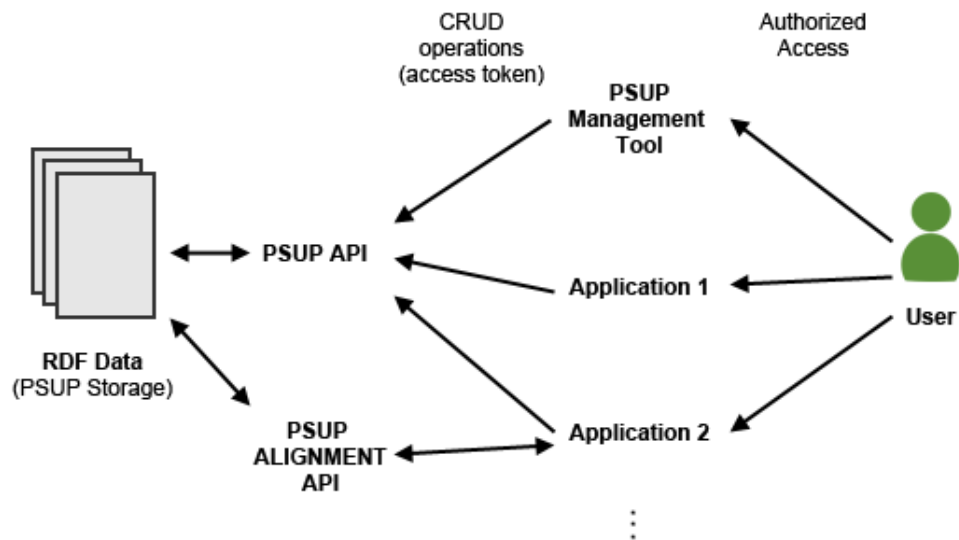 CRUD
operations
(access token)
Authorized
Access
PSUP
Management
Tool
PSUP API
Application 1
User
RDF Data
(PSUP Storage)
PSUP
ALIGNMENT
API
Application 2
⋮